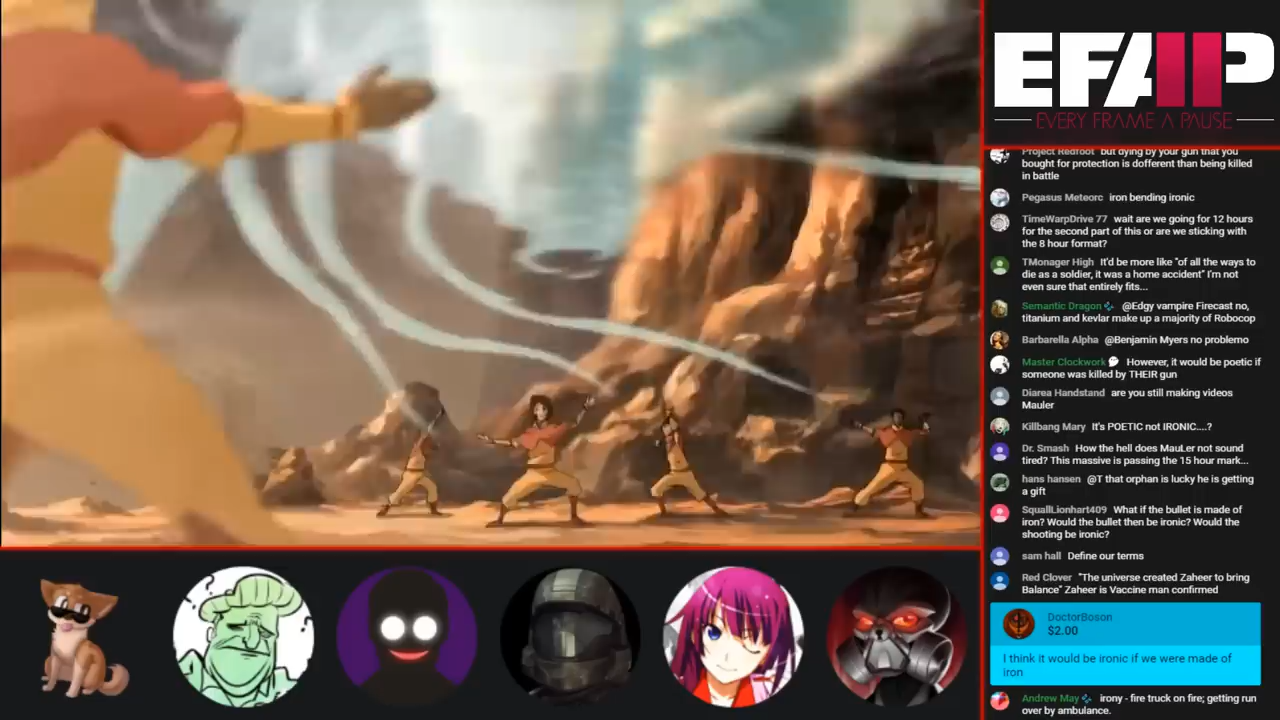 EFAP
EVERY FRAME A PAUSE
Project Redfoot but dying by your gun that you
bought for protection is dofferent than being killed
in battle
Pegasus Meteorc iron bending ironic
TimeWarpDrive 77 wait are we going for 12 hours
for the second part of this or are we sticking with
the 8 hour format?
TMonager High It'd be more like "of all the ways to
die as a soldier, it was a home accident" I'm not
even sure that entirely fits...
Semantic Dragon @Edgy vampire Firecast no,
titanium and kevlar make up a majority of Robocop
Barbarella Alpha @Benjamin Myers no problemo
Master Clockwork However, it would be poetic if
someone was killed by THEIR gun
Diarea Handstand are you still making videos
Mauler
Killbang Mary It's POETIC not IRONIC....?
Dr. Smash How the hell does MauLer not sound
tired? This massive is passing the 15 hour mark...
hans hansen @T that orphan is lucky he is getting
a gift
SquallLionhart409 What if the bullet is made of
iron? Would the bullet then be ironic? Would the
shooting be ironic?
sam hall Define our terms
Red Clover "The universe created Zaheer to bring
Balance" Zaheer is Vaccine man confirmed
DoctorBoson
$2.00
I think it would be ironic if we were made of
Iron
Andrew May irony - fire truck on fire; getting run
over by ambulance.